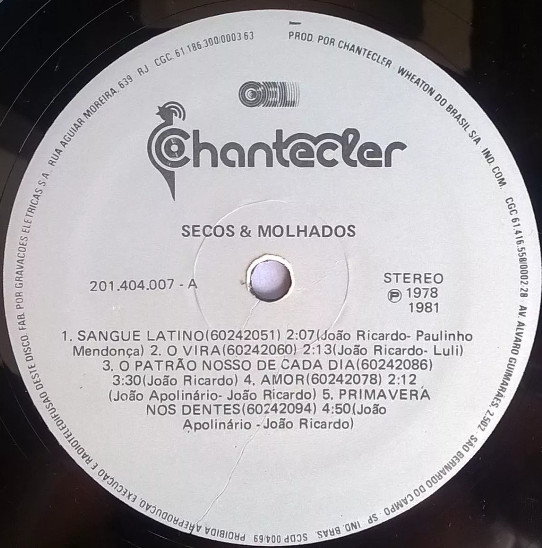 Chantecler
SECOS & MOLHADOS
201.404.007 - A
STEREO
Ⓟ 1978
1981
1. SANGUE LATINO(60242051) 2:07(João Ricardo- Paulinho
Mendonça) 2. O VIRA(60242060) 2:13(João Ricardo- Luli)
3. O PATRÃO NOSSO DE CADA DIA(60242086)
3:30(João Ricardo) 4. AMOR(60242078) 2:12
(João Apolinário- João Ricardo) 5. PRIMAVERA
NOS DENTES(60242094) 4:50(João
Apolinário - João Ricardo)
PROD. POR CHANTECLER WHEATON DO BRASIL S/A IND. COM. CGC 61.416.558/0002-28 AV. ALVARO GUIMARÃES, 2.502 SÃO BERNARDO DO CAMPO SP IND. BRAS. SCDP 004/69 PROIBIDA A REPRODUÇÃO, EXECUÇÃO E RADIOTELEDIFUSÃO DESTE DISCO FAB. POR GRAVAÇÕES ELETRICAS S.A. RUA AGUIAR MOREIRA, 639 RJ CGC. 61.186.300/0003-63